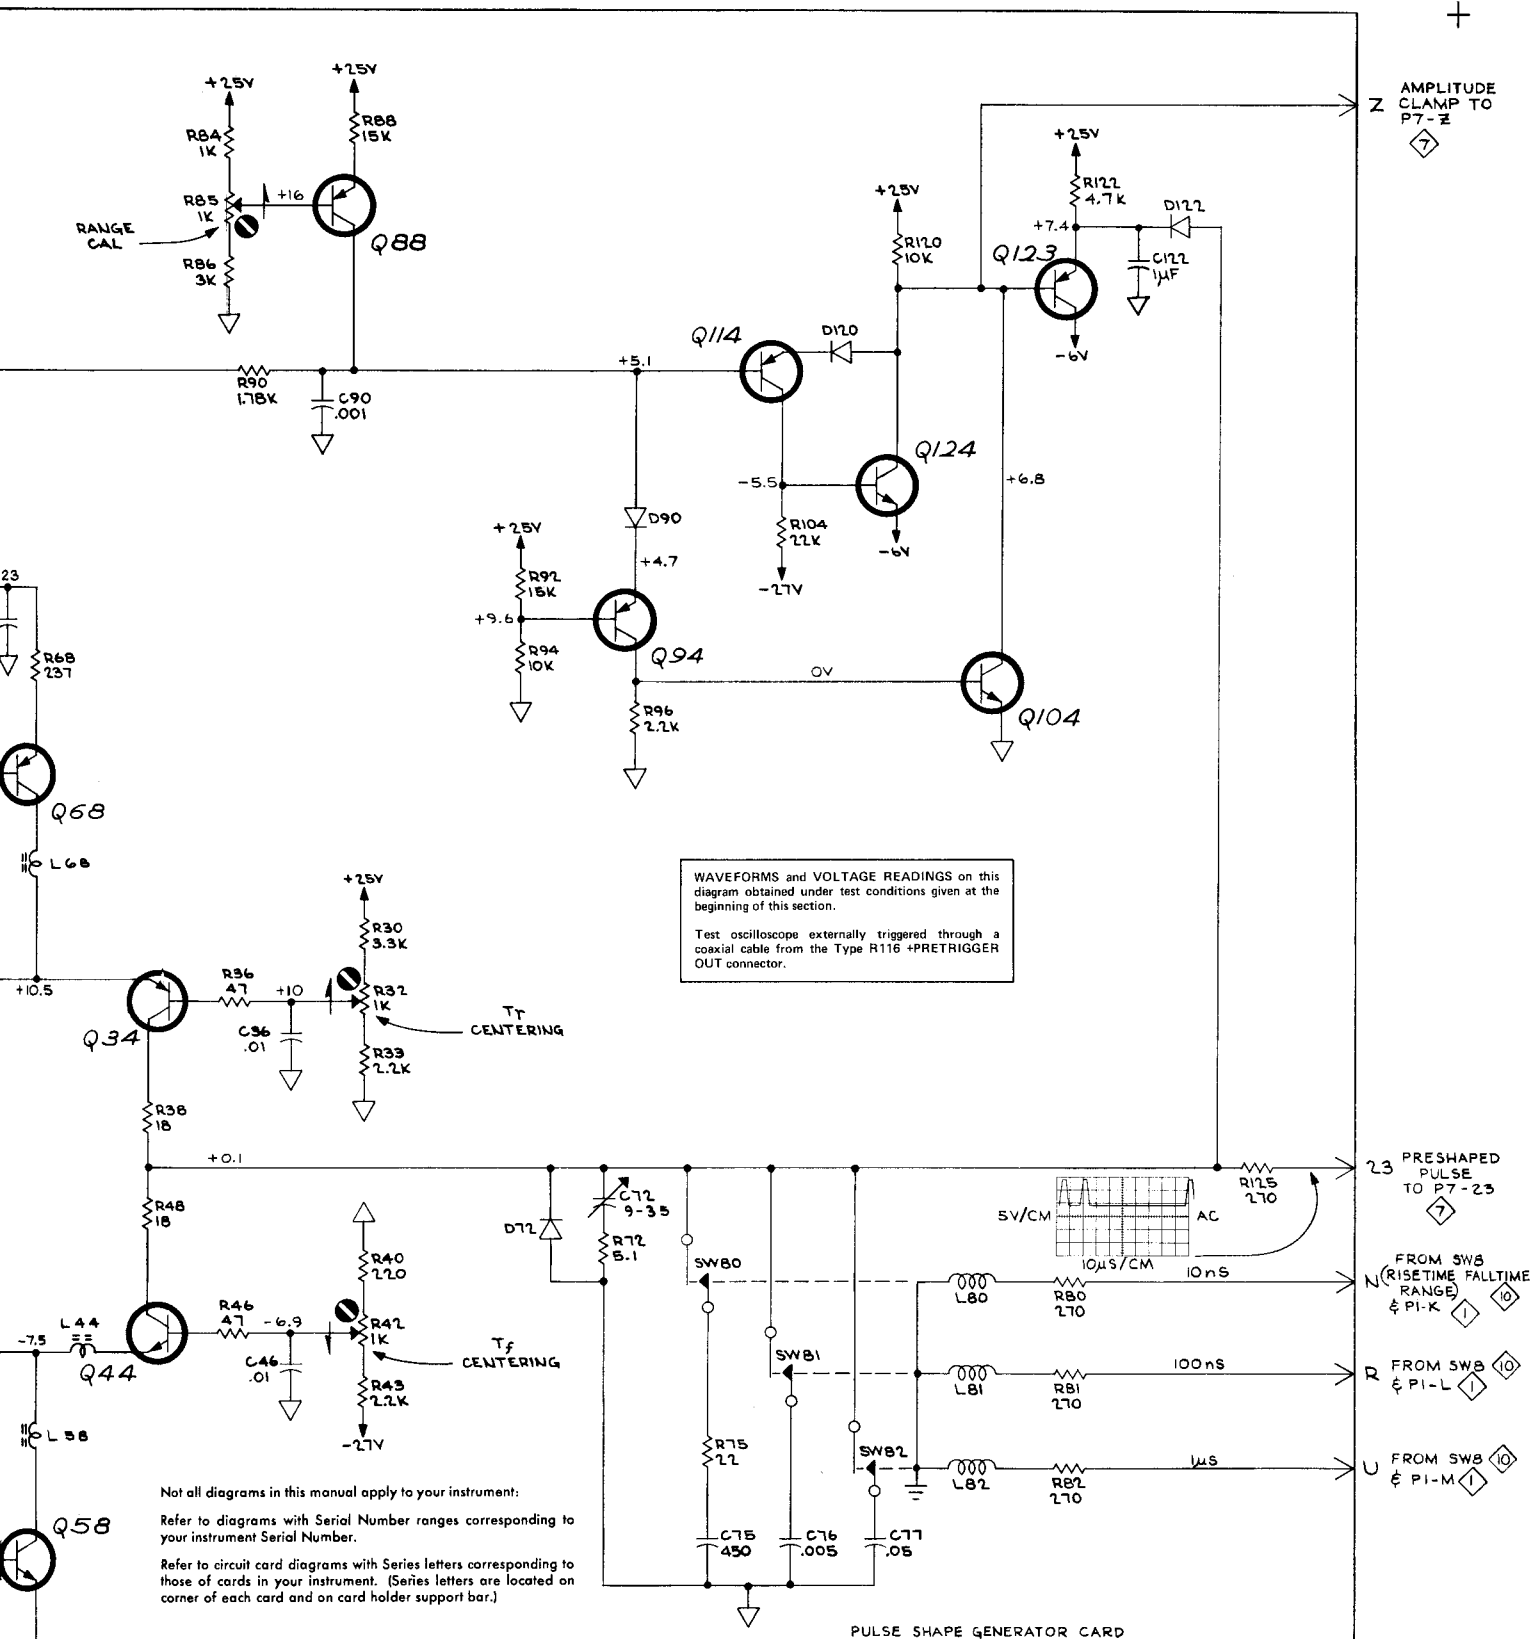 +25V
+25V
R84
1K
R88
15K
R85
1K
+16
RANGE
CAL
Q88
R86
3K
AMPLITUDE
Z CLAMP TO
P7-Z
7
+25V
R122
4.7K
+25V
D122
+7.4
R120
10K
Q123
C122
1µF
-6V
Q114
D120
+5.1
R90
1.78K
C90
.001
Q124
-5.5
+6.8
D90
R104
22K
-6V
-27V
+25V
+4.7
R92
15K
+9.6
R94
10K
Q94
0V
R96
2.2K
Q104
23
R68
237
Q68
L68
WAVEFORMS and VOLTAGE READINGS on this
diagram obtained under test conditions given at the
beginning of this section.
Test oscilloscope externally triggered through a
coaxial cable from the Type R116 +PRETRIGGER
OUT connector.
+25V
R30
3.3K
+10.5
R36
47
+10
R32
1K
Tr
CENTERING
Q34
C36
.01
R33
2.2K
R38
18
+0.1
23 PRESHAPED
PULSE
TO P7-23
7
R125
270
5V/CM
AC
10µS/CM
R48
18
D72
C72
9-35
R72
5.1
R40
220
SW80
L80
R80
270
10nS
N FROM SW8
(RISETIME FALLTIME
RANGE) 10
& P1-K 1
L44
R46
47
-6.9
-7.5
R42
1K
Tf
CENTERING
Q44
C46
.01
R43
2.2K
-27V
SW81
L81
R81
270
100nS
R FROM SW8 10
& P1-L 1
L58
R75
22
SW82
L82
R82
270
1µS
U FROM SW8 10
& P1-M 1
Q58
C75
450
C76
.005
C77
.05
Not all diagrams in this manual apply to your instrument:
Refer to diagrams with Serial Number ranges corresponding to
your instrument Serial Number.
Refer to circuit card diagrams with Series letters corresponding to
those of cards in your instrument. (Series letters are located on
corner of each card and on card holder support bar.)
PULSE SHAPE GENERATOR CARD